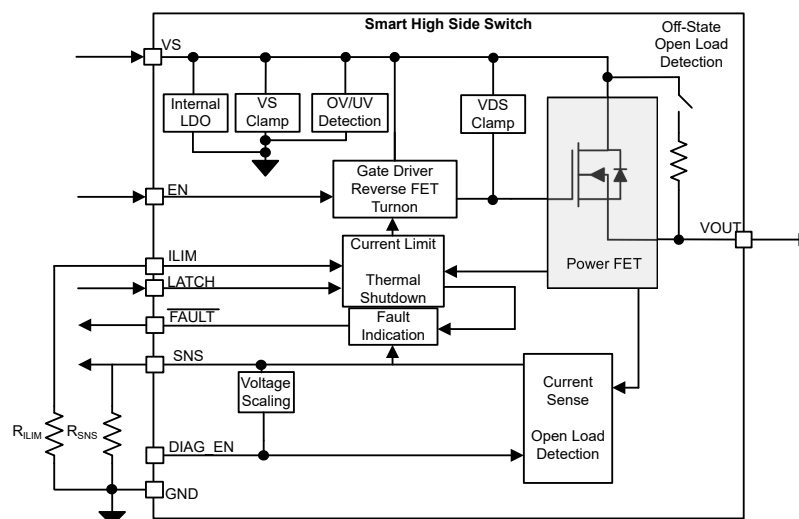 Smart High Side Switch
VS
Off-State
Open Load
Detection
Internal
LDO
VS
Clamp
OV/UV
Detection
VDS
Clamp
EN
Gate Driver
Reverse FET
Turnon
VOUT
ILIM
Current Limit
Thermal
Shutdown
Power FET
LATCH
FAULT
Fault
Indication
SNS
Voltage
Scaling
Current
Sense
Open Load
Detection
RILIM
RSNS
DIAG_EN
GND